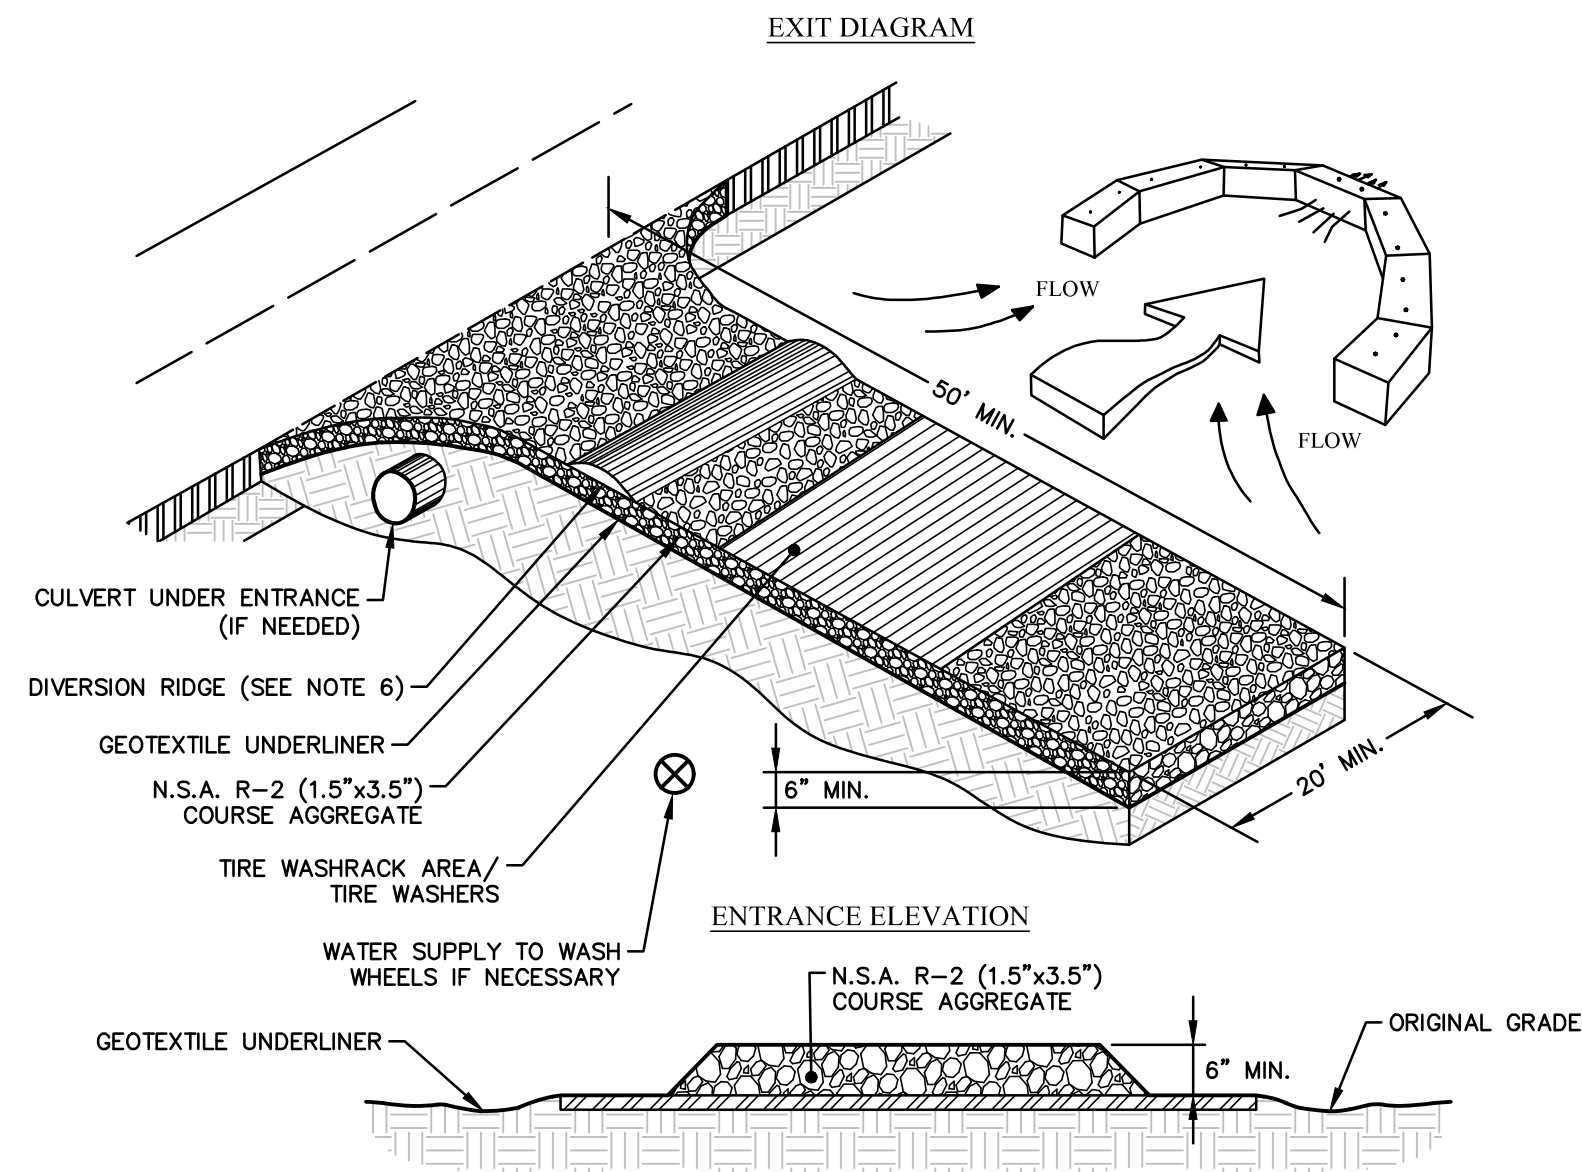 EXIT DIAGRAM
FLOW
50' MIN.
FLOW
CULVERT UNDER ENTRANCE
(IF NEEDED)
DIVERSION RIDGE (SEE NOTE 6)
GEOTEXTILE UNDERLINER
N.S.A. R-2 (1.5"x3.5")
COURSE AGGREGATE
6" MIN.
20' MIN.
TIRE WASHRACK AREA/
TIRE WASHERS
WATER SUPPLY TO WASH
WHEELS IF NECESSARY
ENTRANCE ELEVATION
N.S.A. R-2 (1.5"x3.5")
COURSE AGGREGATE
GEOTEXTILE UNDERLINER
ORIGINAL GRADE
6" MIN.